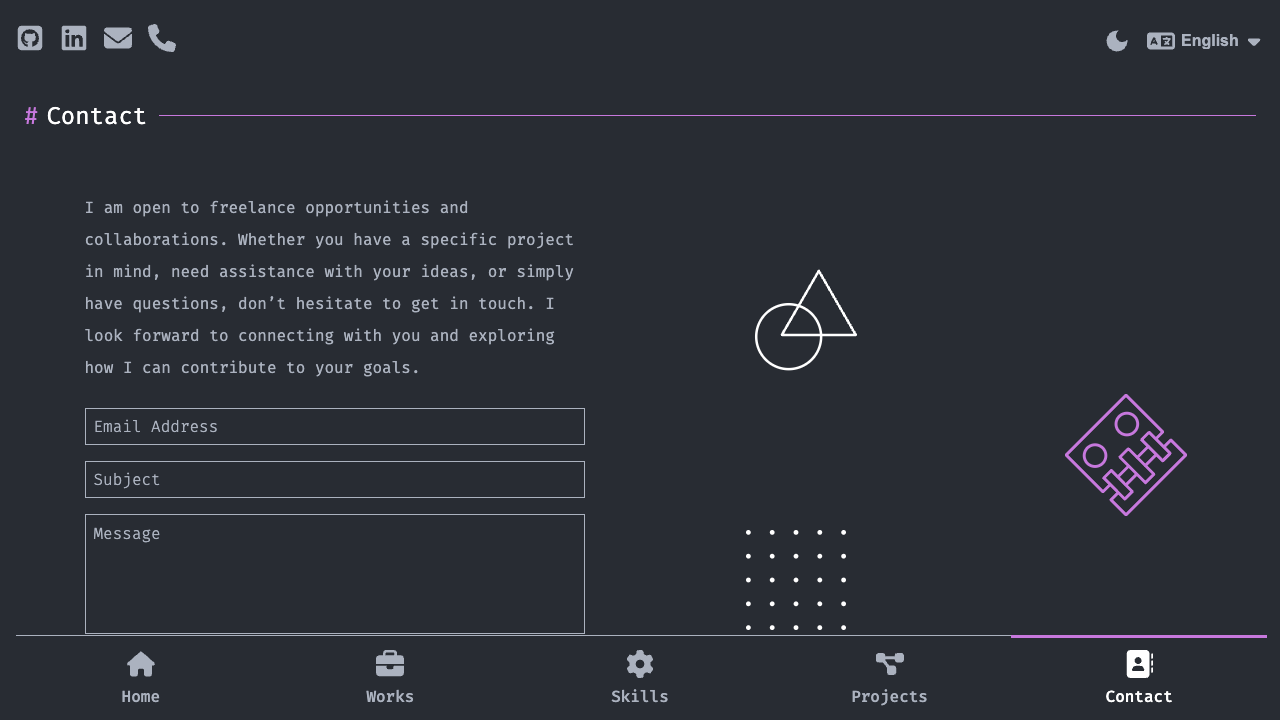 English
# Contact
I am open to freelance opportunities and
collaborations. Whether you have a specific project
in mind, need assistance with your ideas, or simply
have questions, don’t hesitate to get in touch. I
look forward to connecting with you and exploring
how I can contribute to your goals.
Email Address
Subject
Message
Home
Works
Skills
Projects
Contact